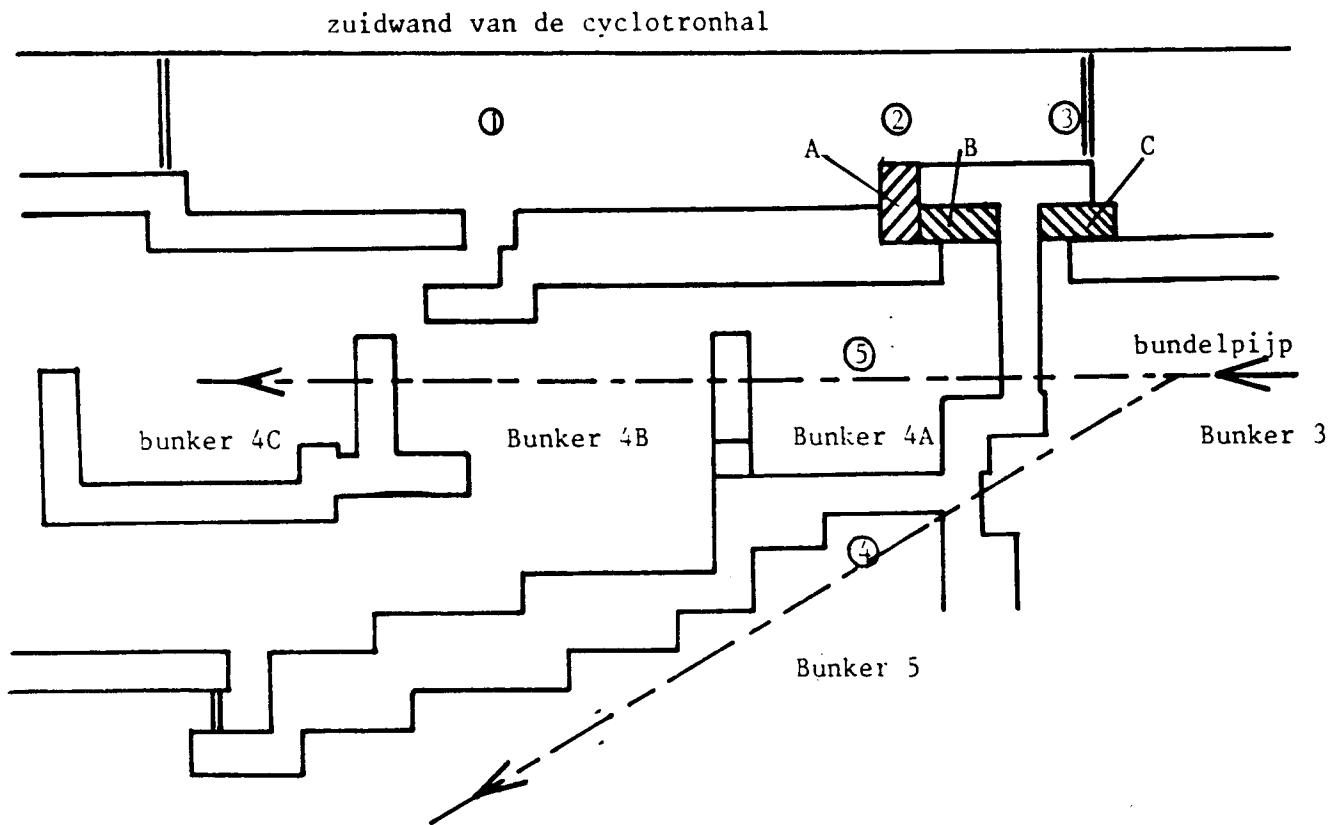 zuidwand van de cyclotronhal
1
2
3
A
B
C
5
bundelpijp
bunker 4C
Bunker 4B
Bunker 4A
Bunker 3
4
Bunker 5